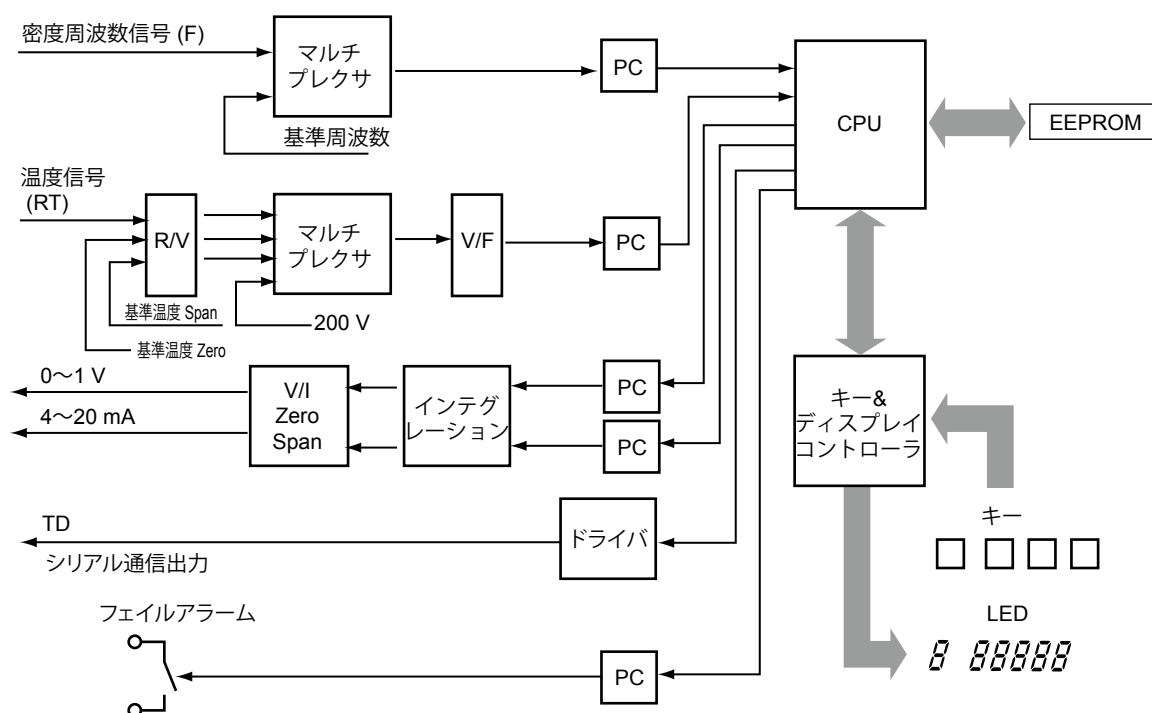 密度周波数信号 (F)
マルチ
プレクサ
PC
CPU
EEPROM
基準周波数
温度信号
(RT)
R/V
マルチ
プレクサ
V/F
PC
基準温度 Span
200 V
基準温度 Zero
0～1 V
4～20 mA
V/I
Zero
Span
インテグ
レーション
PC
PC
キー&
ディスプレイ
コントローラ
キー
TD
シリアル通信出力
ドライバ
LED
8 88888
フェイルアラーム
PC